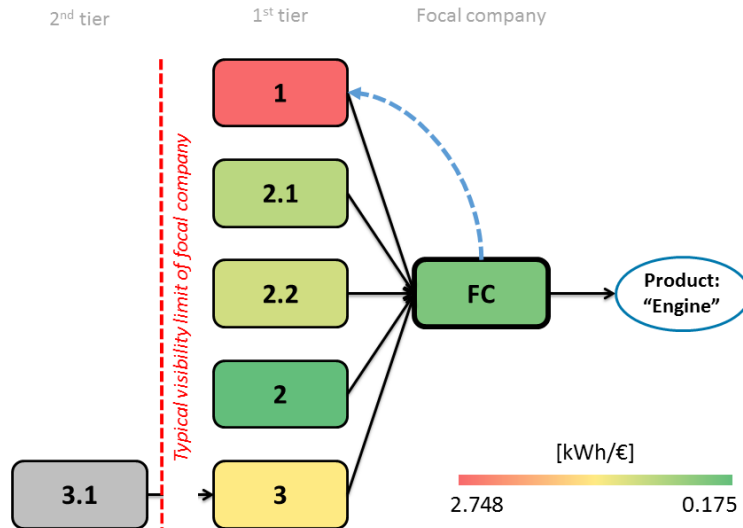 2nd tier
1st tier
Focal company
Typical visibility limit of focal company
1
2.1
2.2
2
3
3.1
FC
Product:
“Engine”
[kWh/€]
2.748
0.175